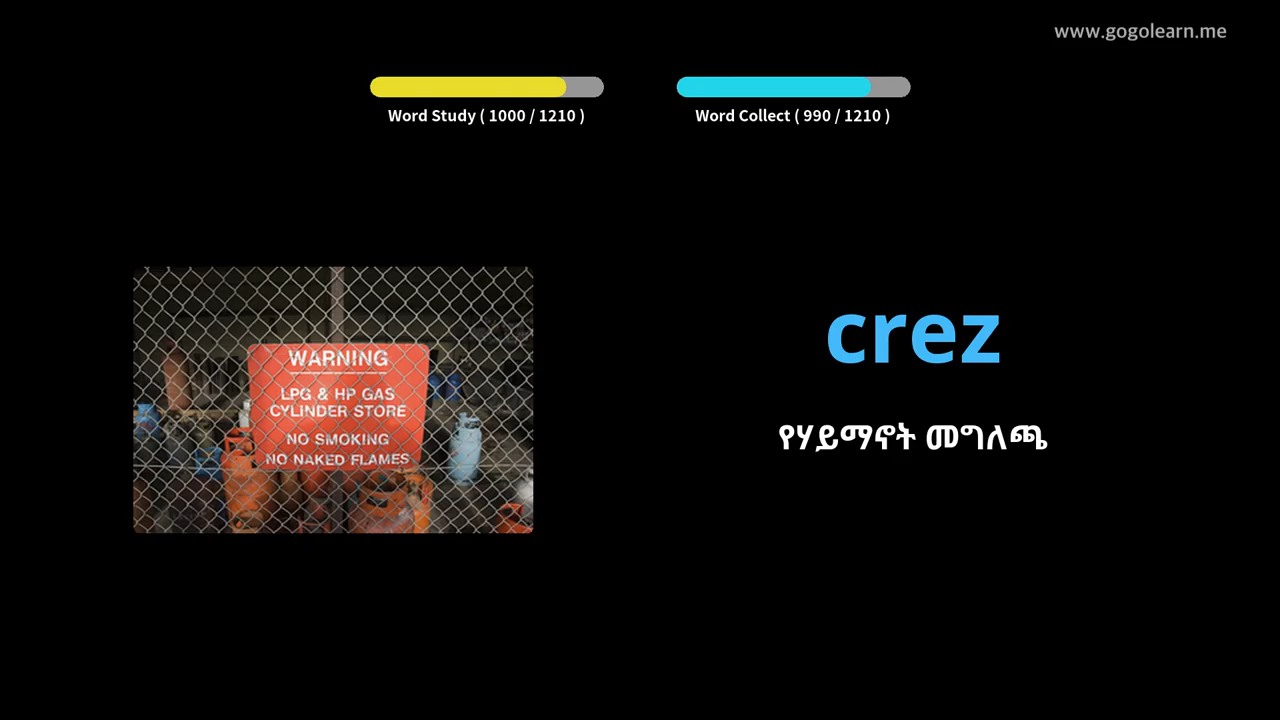 www.gogolearn.me
Word Study ( 1000 / 1210 )
Word Collect ( 990 / 1210 )
WARNING
LPG & HP GAS
CYLINDER STORE
NO SMOKING
NO NAKED FLAMES
crez
የሃይማኖት መግለጫ